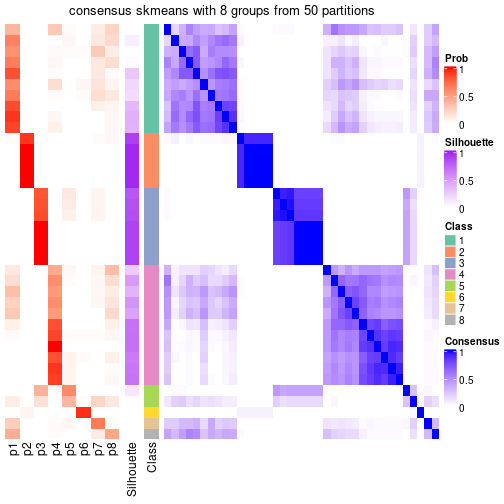 consensus skmeans with 8 groups from 50 partitions
Prob
1
0.5
0
Silhouette
1
0.5
0
Class
1
2
3
4
5
6
7
8
Consensus
1
0.5
0
p1
p2
p3
p4
p5
p6
p7
p8
Silhouette
Class